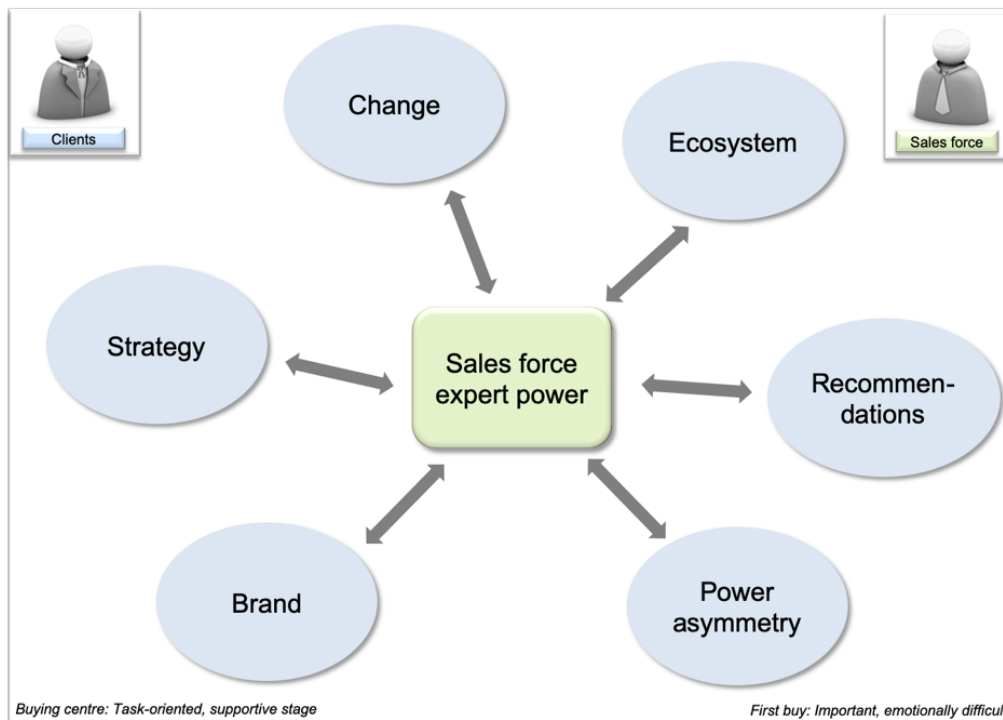 Clients
Change
Ecosystem
Sales force
Strategy
Sales force
expert power
Recommen-
dations
Brand
Power
asymmetry
Buying centre: Task-oriented, supportive stage
First buy: Important, emotionally difficul